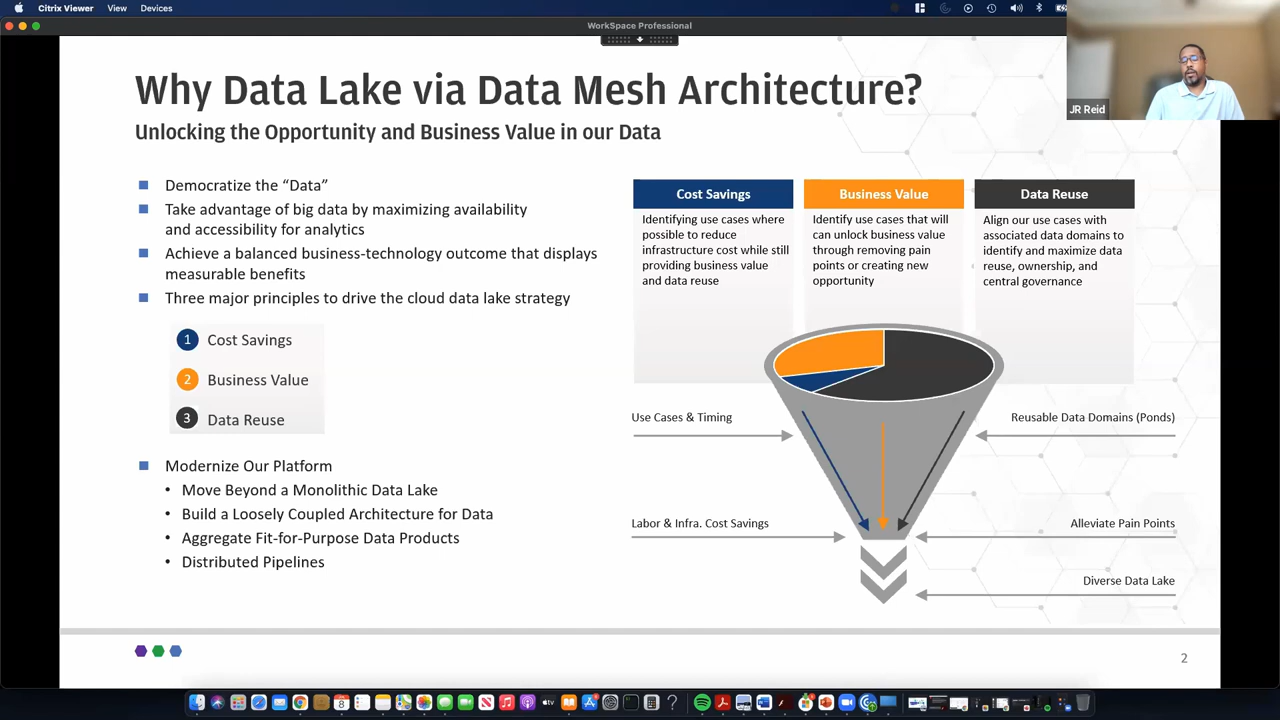 Citrix Viewer View Devices
WorkSpace Professional
Why Data Lake via Data Mesh Architecture?
Unlocking the Opportunity and Business Value in our Data
JR Reid
Democratize the “Data”
Take advantage of big data by maximizing availability
and accessibility for analytics
Achieve a balanced business-technology outcome that displays
measurable benefits
Three major principles to drive the cloud data lake strategy
1 Cost Savings
2 Business Value
3 Data Reuse
Modernize Our Platform
• Move Beyond a Monolithic Data Lake
• Build a Loosely Coupled Architecture for Data
• Aggregate Fit-for-Purpose Data Products
• Distributed Pipelines
Cost Savings
Identifying use cases where
possible to reduce
infrastructure cost while still
providing business value
and data reuse
Business Value
Identify use cases that will
can unlock business value
through removing pain
points or creating new
opportunity
Data Reuse
Align our use cases with
associated data domains to
identify and maximize data
reuse, ownership, and
central governance
Use Cases & Timing
Reusable Data Domains (Ponds)
Labor & Infra. Cost Savings
Alleviate Pain Points
Diverse Data Lake
2
8
tv